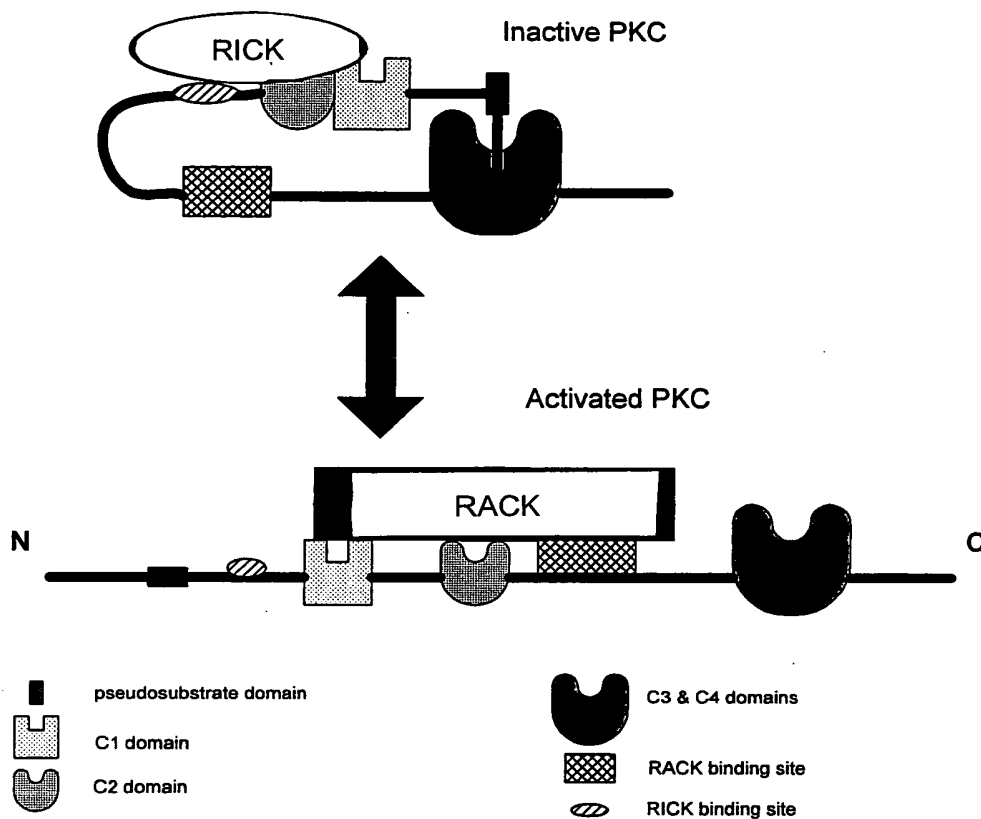 Inactive PKC
RICK
Activated PKC
RACK
N
C
pseudosubstrate domain
C1 domain
C2 domain
C3 & C4 domains
RACK binding site
RICK binding site